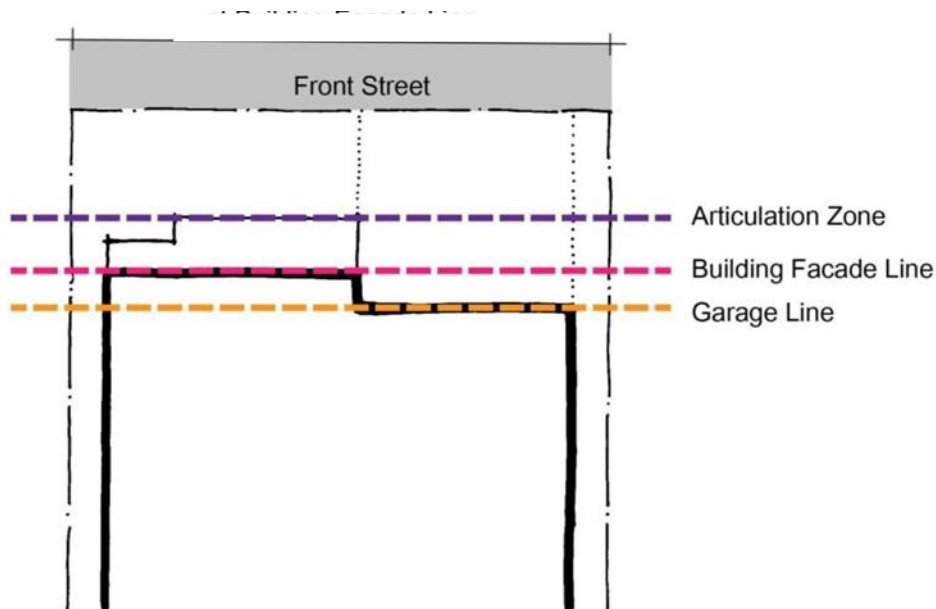 Front Street
Articulation Zone
Building Facade Line
Garage Line